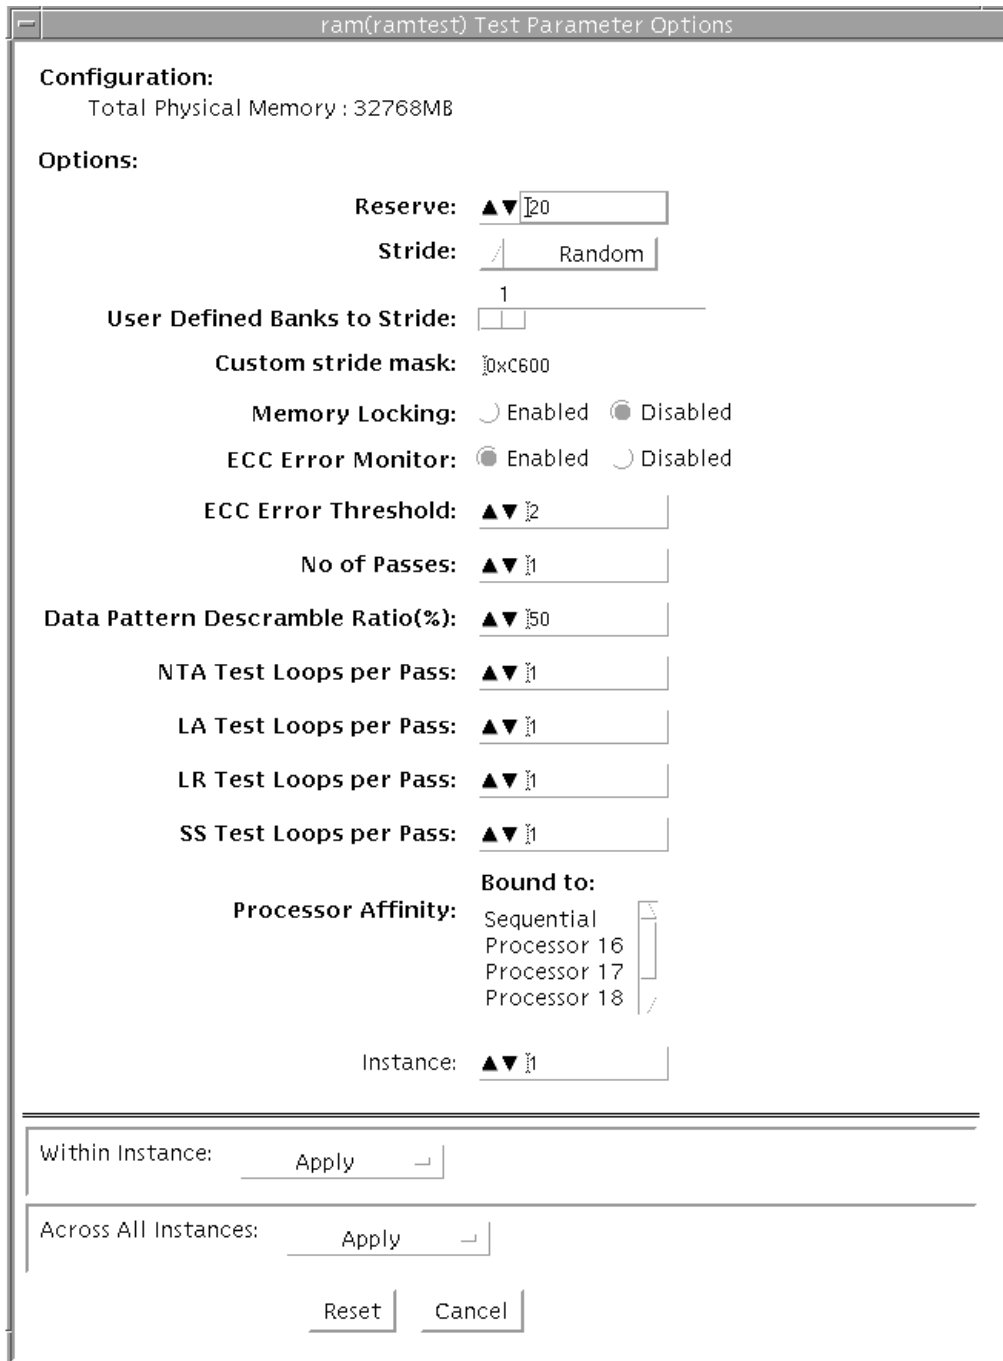 ram(ramtest) Test Parameter Options
Configuration:
Total Physical Memory : 32768MB
Options:
Reserve: 20
Stride: Random
1
User Defined Banks to Stride:
Custom stride mask: 0xC600
Memory Locking: Enabled Disabled
ECC Error Monitor: Enabled Disabled
ECC Error Threshold: 2
No of Passes: 1
Data Pattern Descramble Ratio(%): 50
NTA Test Loops per Pass: 1
LA Test Loops per Pass: 1
LR Test Loops per Pass: 1
SS Test Loops per Pass: 1
Bound to:
Processor Affinity: Sequential
Processor 16
Processor 17
Processor 18
Instance: 1
Within Instance: Apply
Across All Instances: Apply
Reset Cancel